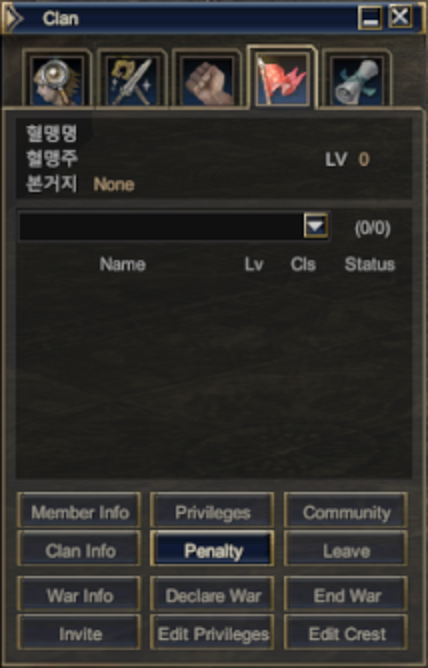 Clan
혈맹명
혈맹주 LV 0
본거지 None
(0/0)
Name Lv Cls Status
Member Info Privileges Community
Clan Info Penalty Leave
War Info Declare War End War
Invite Edit Privileges Edit Crest